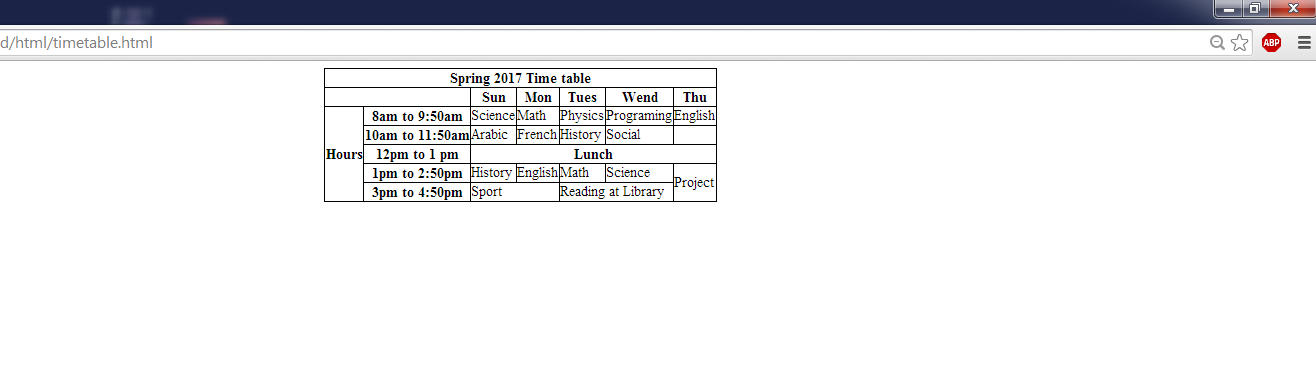 d/html/timetable.html
ABP
Spring 2017 Time table
Sun Mon Tues Wend Thu
8am to 9:50am Science Math Physics Programing English
10am to 11:50am Arabic French History Social
Hours 12pm to 1 pm Lunch
1pm to 2:50pm History English Math Science
Project
3pm to 4:50pm Sport Reading at Library